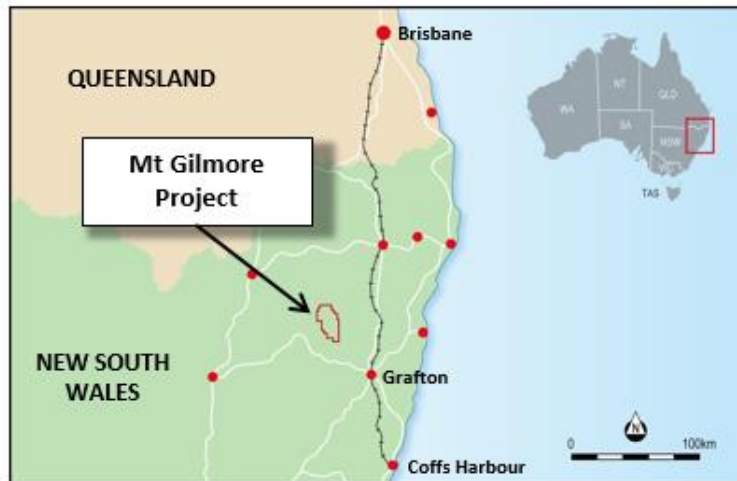 Brisbane
QUEENSLAND
Mt Gilmore
Project
NEW SOUTH
WALES
Grafton
Coffs Harbour
WA
NT
QLD
SA
NSW
TAS
N
0
100km